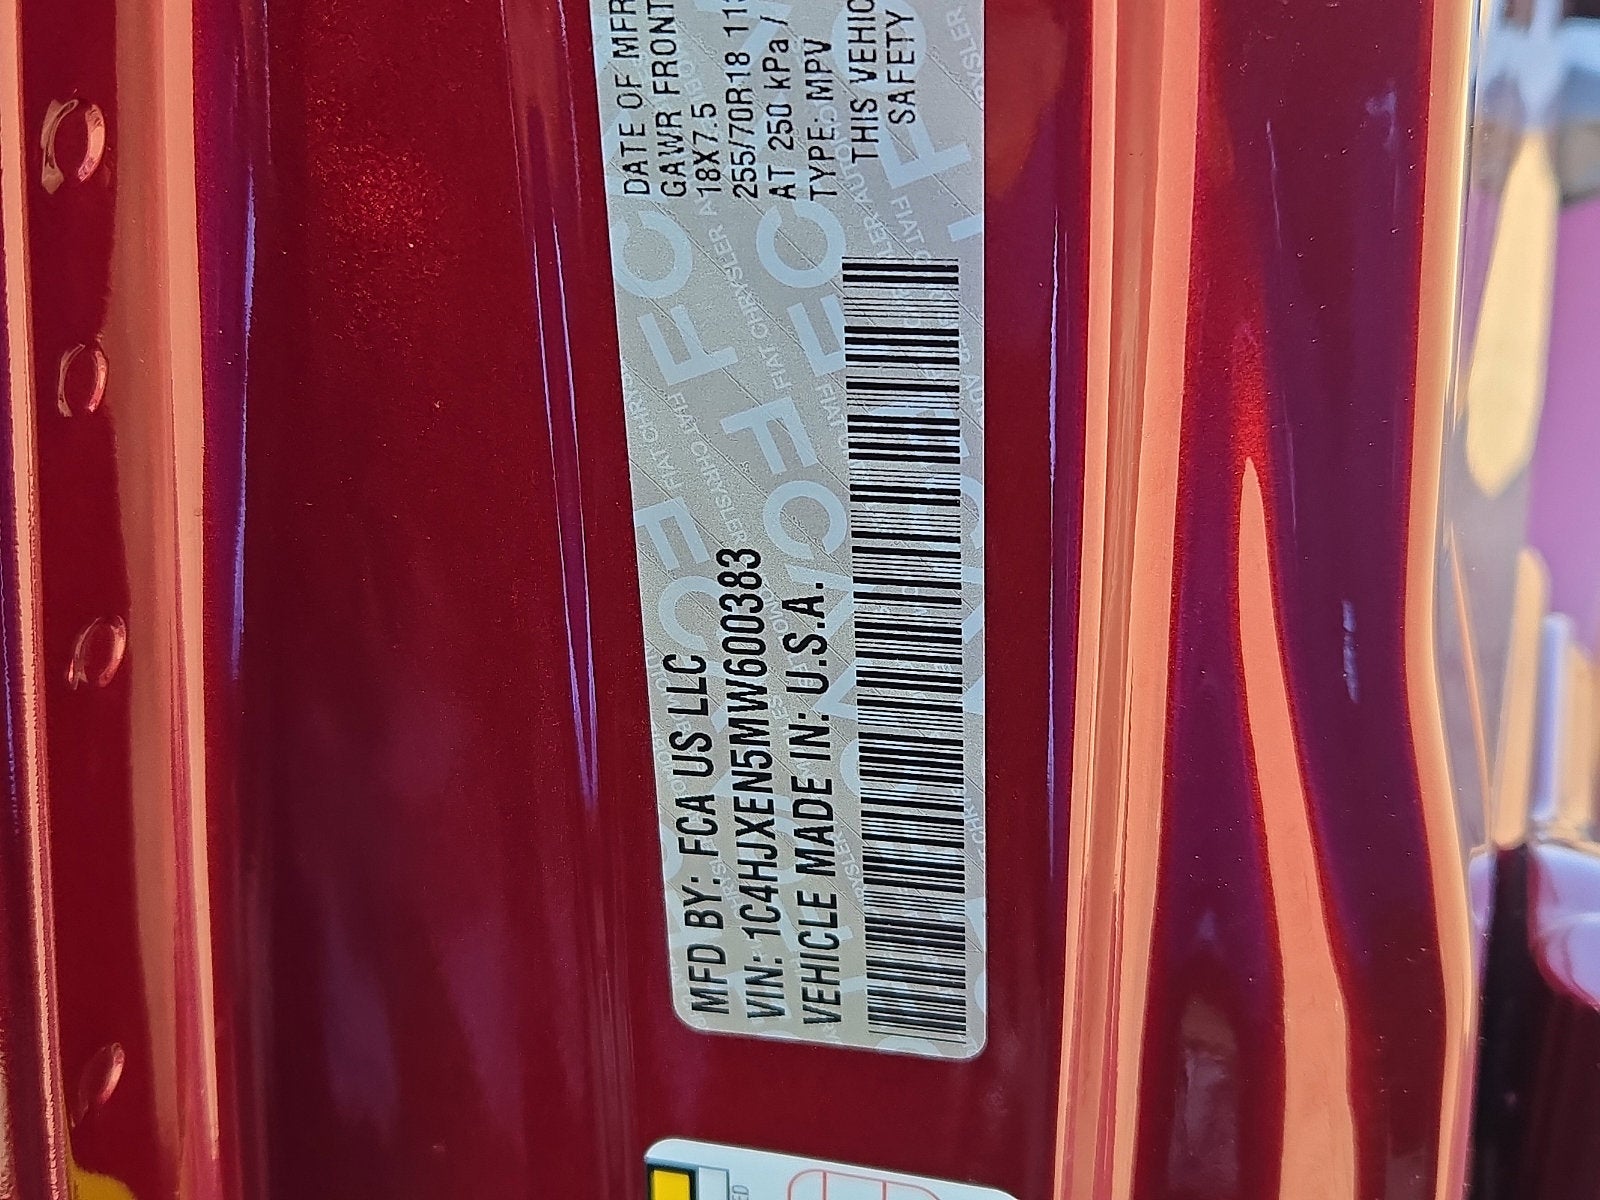 MFD BY: FCA US LLC
VIN: 1C4HJXEN5MW600383
VEHICLE MADE IN: U.S.A.
DATE OF MFR
GAWR FRONT
18X7.5
255/70R18 113
AT 250 kPa /
TYPE: MPV
THIS VEHIC
SAFETY